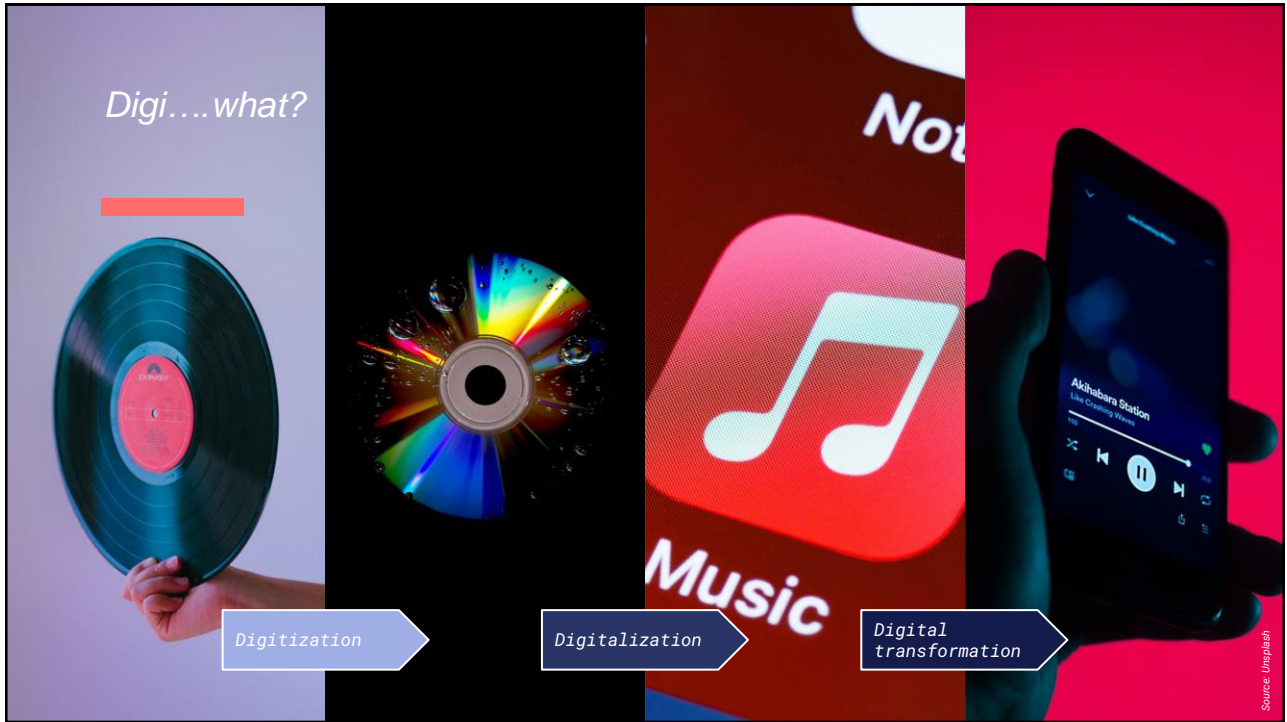 Digi….what?
Not
Music
Akihabara Station
Like Crashing Waves
Digitization
Digitalization
Digital
transformation
Source: Unsplash